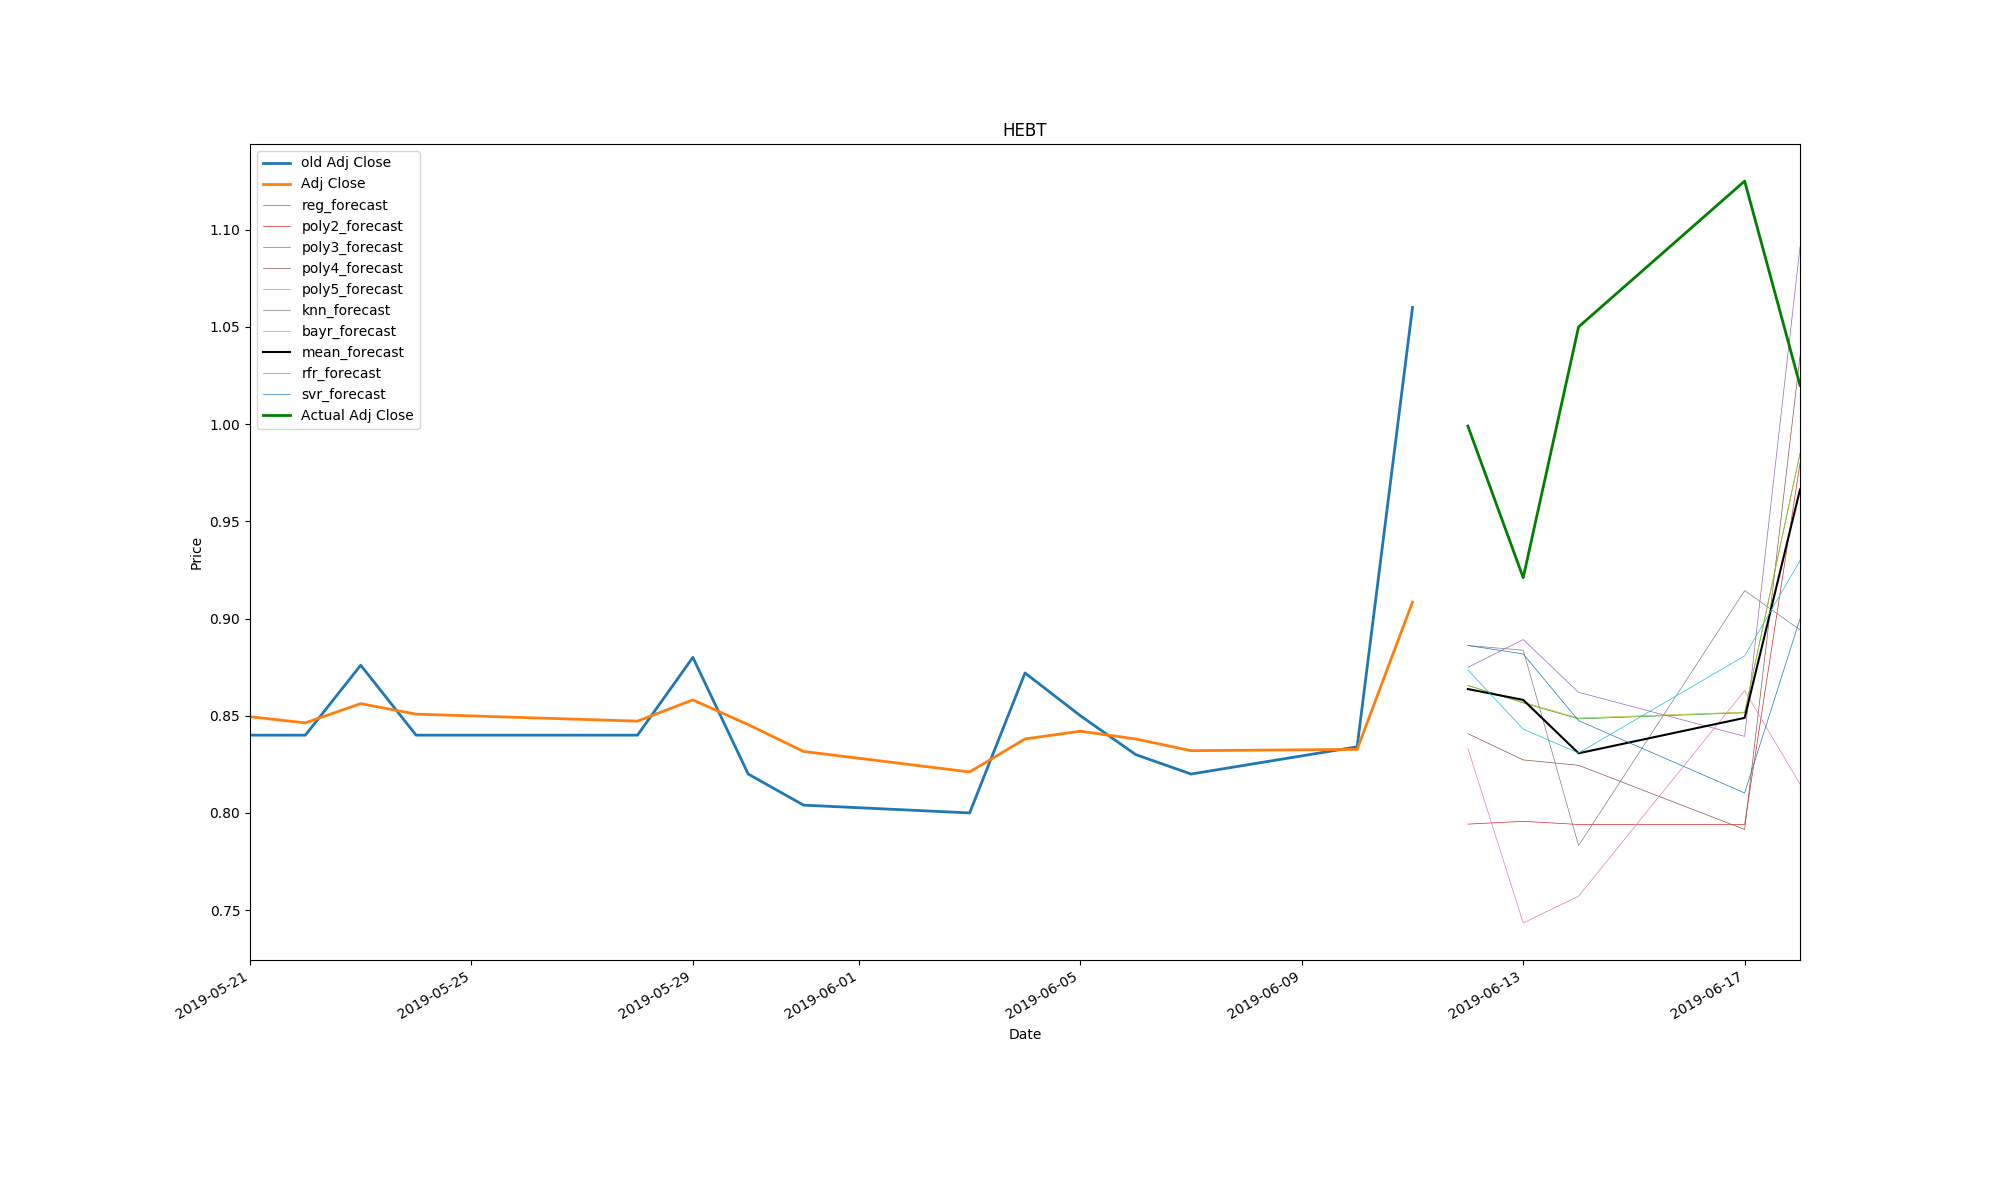 HEBT
old Adj Close
Adj Close
reg_forecast
poly2_forecast
poly3_forecast
poly4_forecast
poly5_forecast
knn_forecast
bayr_forecast
mean_forecast
rfr_forecast
svr_forecast
Actual Adj Close
1.10
1.05
1.00
0.95
0.90
0.85
0.80
0.75
Price
2019-05-21
2019-05-25
2019-05-29
2019-06-01
2019-06-05
2019-06-09
2019-06-13
2019-06-17
Date